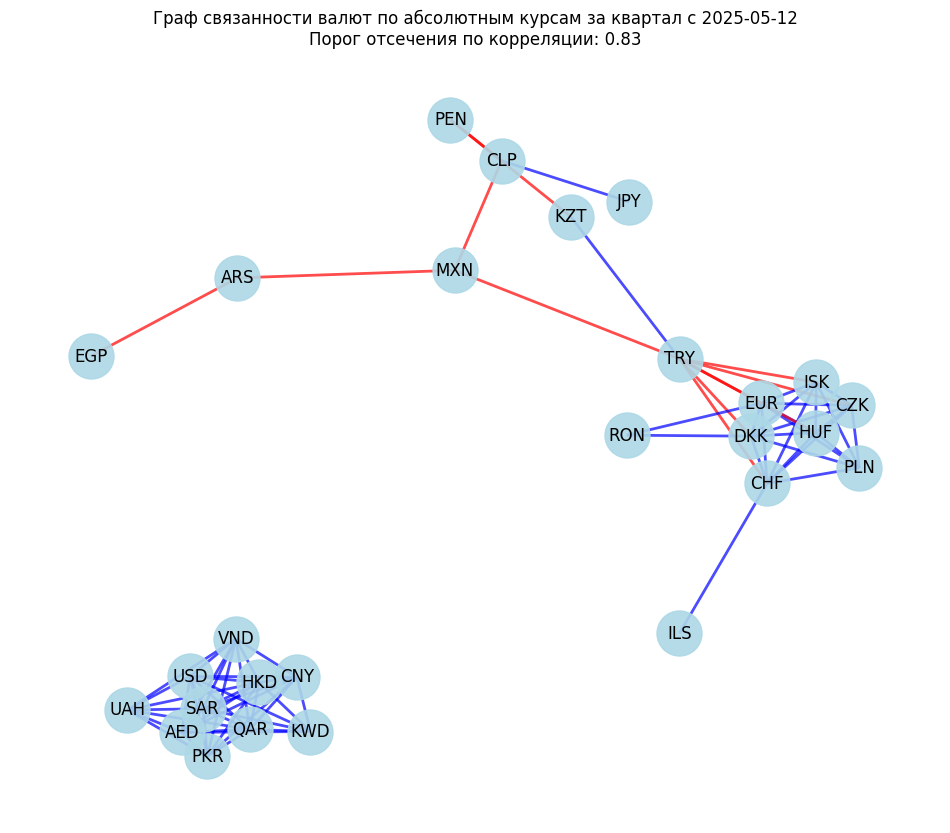 Граф связанности валют по абсолютным курсам за квартал с 2025-05-12
Порог отсечения по корреляции: 0.83
PEN
CLP
JPY
KZT
MXN
ARS
EGP
TRY
ISK
EUR
CZK
RON
DKK
HUF
PLN
CHF
ILS
VND
USD
HKD
CNY
UAH
SAR
AED
QAR
KWD
PKR